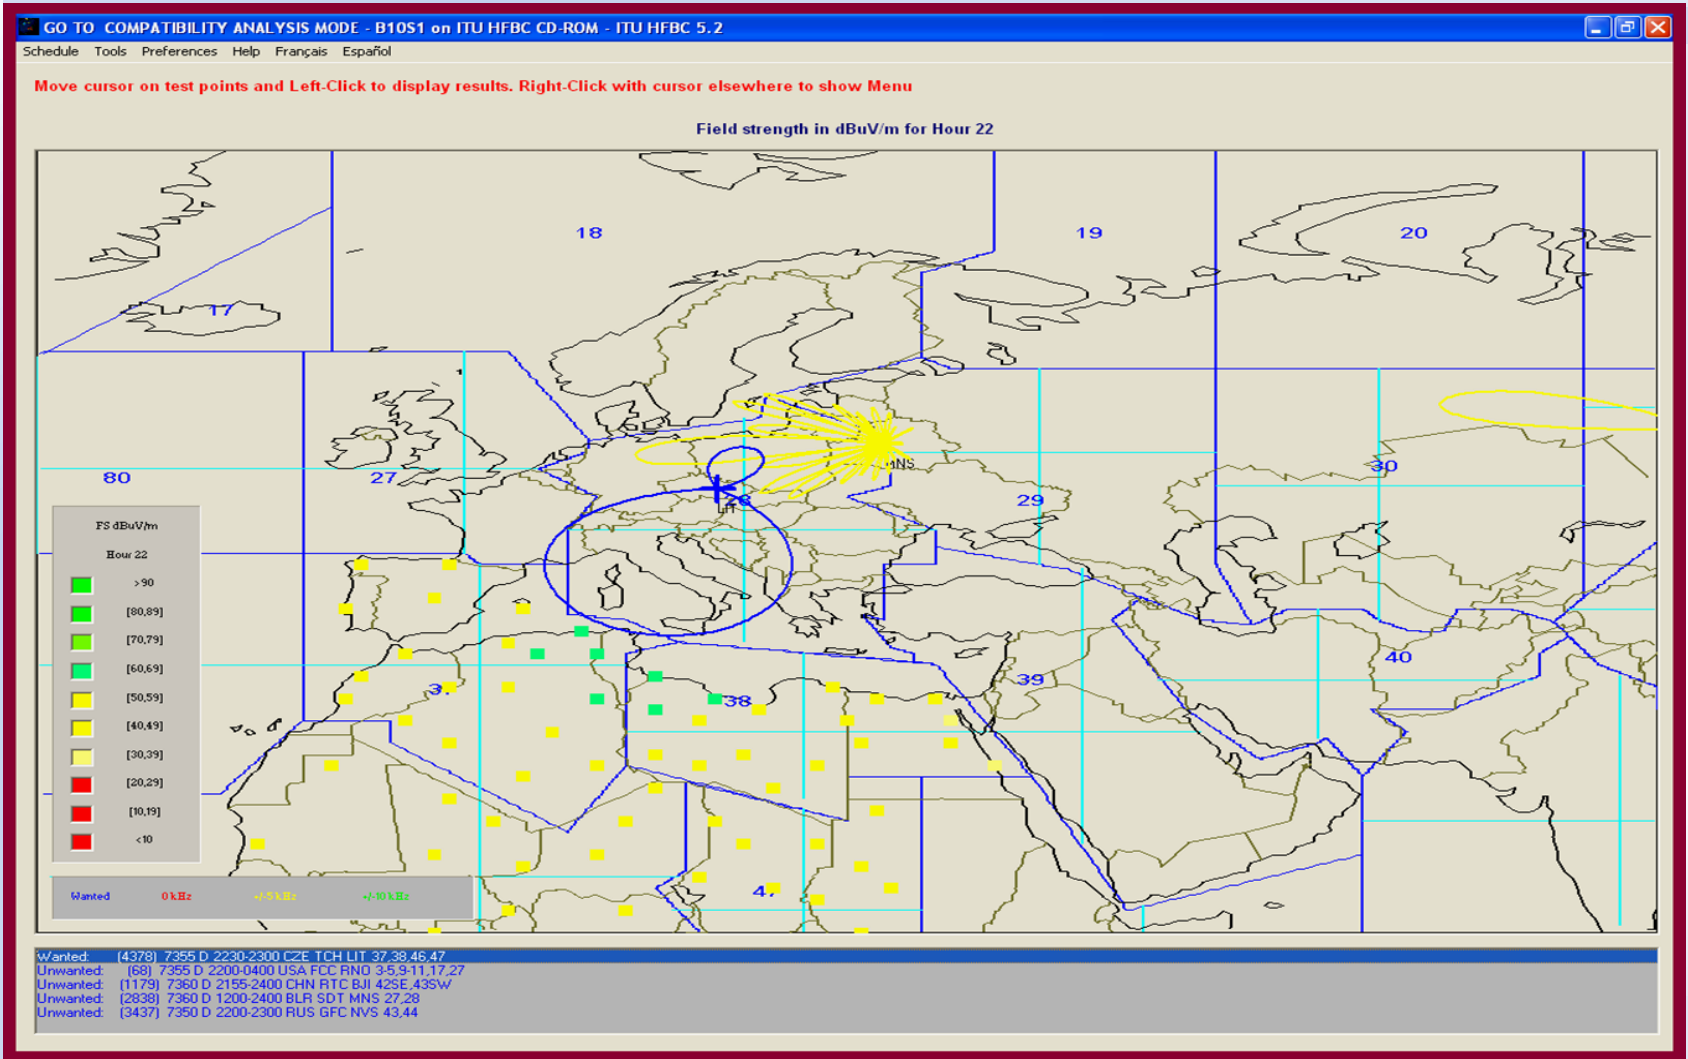 GO TO COMPATIBILITY ANALYSIS MODE - B10S1 on ITU HFBC CD-ROM - ITU HFBC 5.2
Schedule Tools Preferences Help Français Español
Move cursor on test points and Left-Click to display results. Right-Click with cursor elsewhere to show Menu
Field strength in dBuV/m for Hour 22
18 19 20
17
80 27 MNS 30
29
LIT
FS dBuV/m
Hour 22
>90
[80,89]
[70,79]
[60,69]
[50,59]
[40,49]
[30,39]
[20,29]
[10,19]
<10
38 39 40
Wanted 0 kHz +/-5 kHz +/-10 kHz
Wanted: (4378) 7355 D 2230-2300 CZE TCH LIT 37,38,46,47
Unwanted: (68) 7355 D 2200-0400 USA FCC RNO 3-5,9-11,17,27
Unwanted: (1179) 7360 D 2155-2400 CHN RTC BJI 42SE,43SW
Unwanted: (2838) 7360 D 1200-2400 BLR SDT MNS 27,28
Unwanted: (3437) 7350 D 2200-2300 RUS GFC NVS 43,44